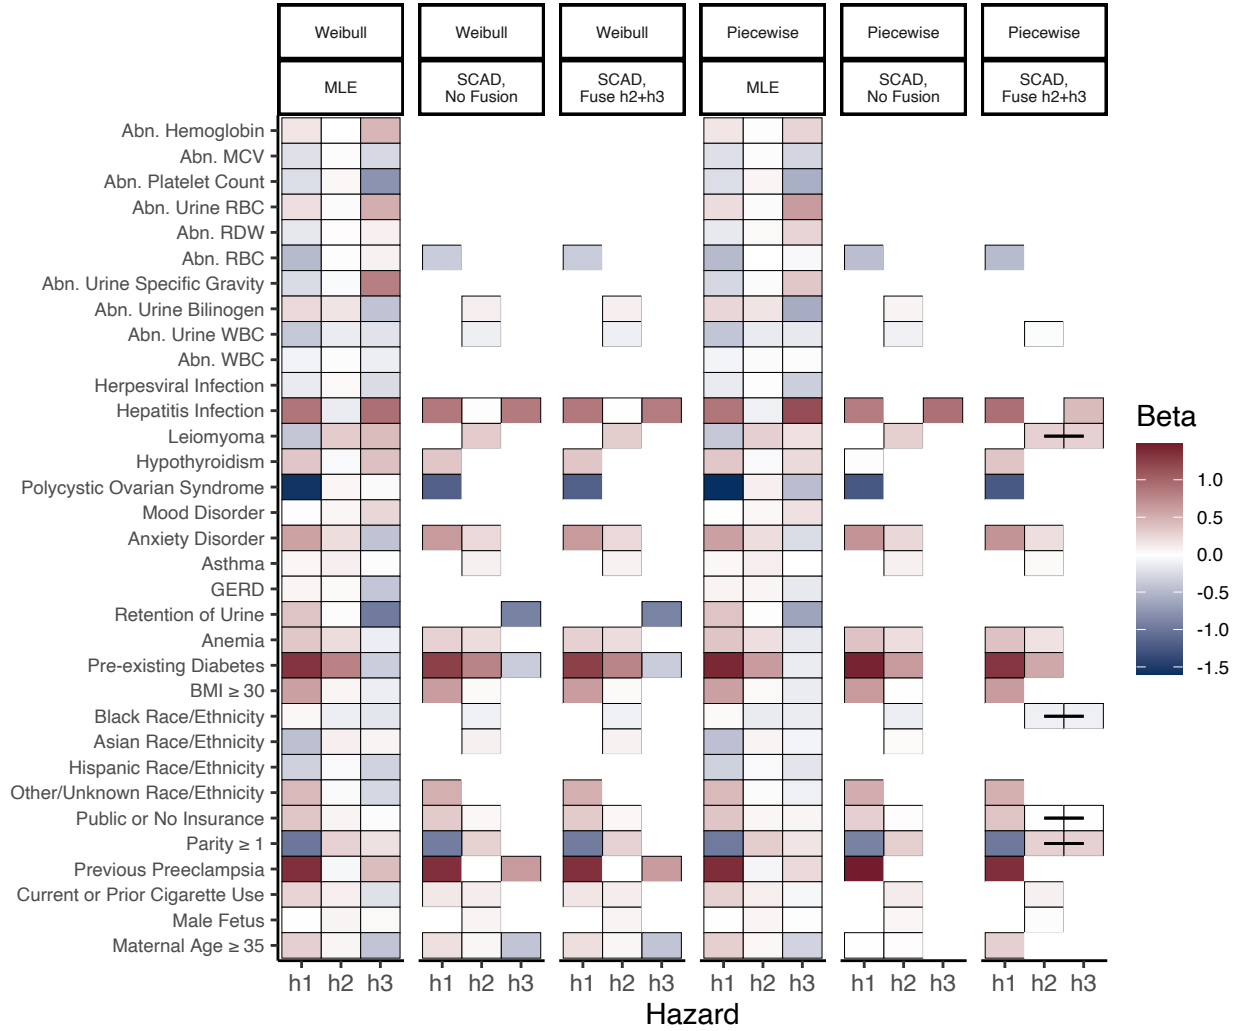 Weibull Weibull Weibull Piecewise Piecewise Piecewise
MLE SCAD, No Fusion SCAD, Fuse h2+h3 MLE SCAD, No Fusion SCAD, Fuse h2+h3
Abn. Hemoglobin
Abn. MCV
Abn. Platelet Count
Abn. Urine RBC
Abn. RDW
Abn. RBC
Abn. Urine Specific Gravity
Abn. Urine Bilinogen
Abn. Urine WBC
Abn. WBC
Herpesviral Infection
Hepatitis Infection
Leiomyoma
Hypothyroidism
Polycystic Ovarian Syndrome
Mood Disorder
Anxiety Disorder
Asthma
GERD
Retention of Urine
Anemia
Pre-existing Diabetes
BMI ≥ 30
Black Race/Ethnicity
Asian Race/Ethnicity
Hispanic Race/Ethnicity
Other/Unknown Race/Ethnicity
Public or No Insurance
Parity ≥ 1
Previous Preeclampsia
Current or Prior Cigarette Use
Male Fetus
Maternal Age ≥ 35
h1 h2 h3 h1 h2 h3 h1 h2 h3 h1 h2 h3 h1 h2 h3 h1 h2 h3
Hazard
Beta
1.0
0.5
0.0
-0.5
-1.0
-1.5